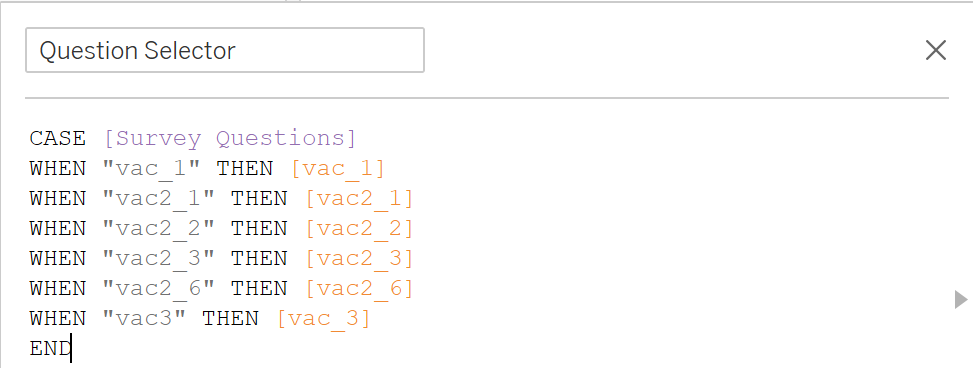 Question Selector
CASE [Survey Questions]
WHEN "vac_1" THEN [vac_1]
WHEN "vac2_1" THEN [vac2_1]
WHEN "vac2_2" THEN [vac2_2]
WHEN "vac2_3" THEN [vac2_3]
WHEN "vac2_6" THEN [vac2_6]
WHEN "vac3" THEN [vac_3]
END